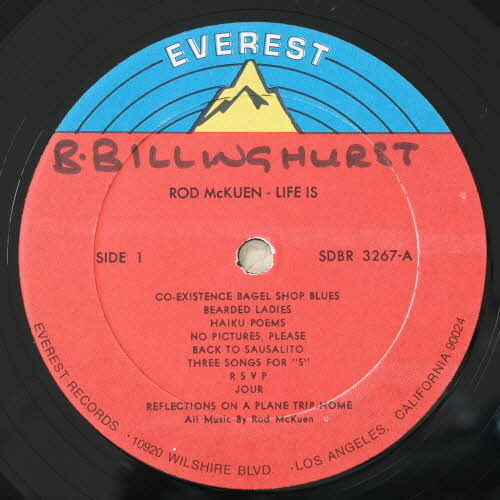 EVEREST
B. BILLINGHURST
ROD McKUEN - LIFE IS
SIDE 1
SDBR 3267-A
CO-EXISTENCE BAGEL SHOP BLUES
BEARDED LADIES
HAIKU POEMS
NO PICTURES, PLEASE
BACK TO SAUSALITO
THREE SONGS FOR "S"
R S V P
JOUR
REFLECTIONS ON A PLANE TRIP HOME
All Music By Rod McKuen
EVEREST RECORDS · 10920 WILSHIRE BLVD. · LOS ANGELES, CALIFORNIA 90024